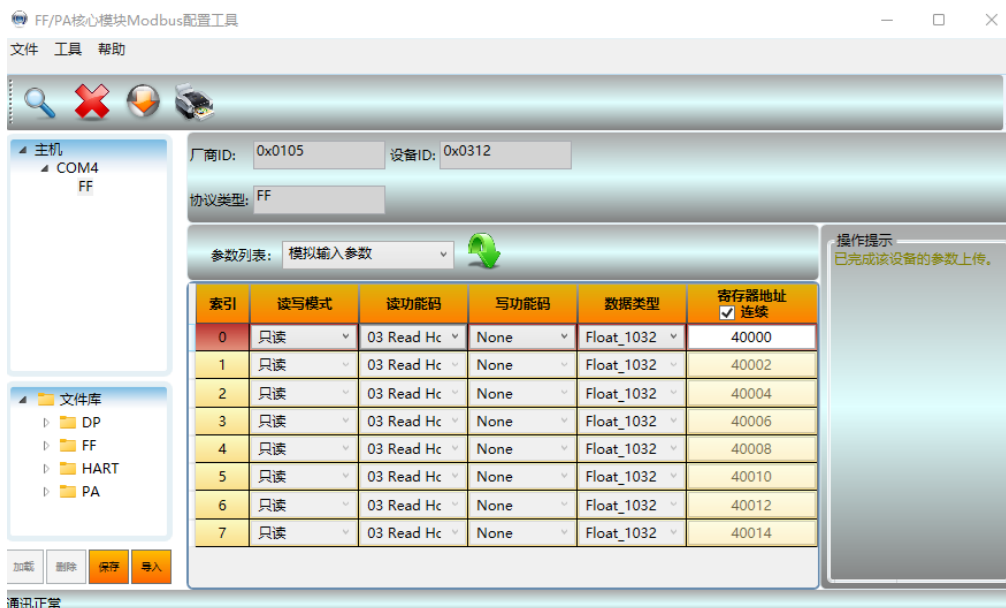 FF/PA核心模块Modbus配置工具
文件 工具 帮助
主机
COM4
FF
厂商ID: 0x0105 设备ID: 0x0312
协议类型: FF
参数列表: 模拟输入参数
操作提示
已完成该设备的参数上传。
索引 读写模式 读功能码 写功能码 数据类型 寄存器地址 连续
0 只读 03 Read Hc None Float_1032 40000
1 只读 03 Read Hc None Float_1032 40002
2 只读 03 Read Hc None Float_1032 40004
3 只读 03 Read Hc None Float_1032 40006
4 只读 03 Read Hc None Float_1032 40008
5 只读 03 Read Hc None Float_1032 40010
6 只读 03 Read Hc None Float_1032 40012
7 只读 03 Read Hc None Float_1032 40014
文件库
DP
FF
HART
PA
加载 删除 保存 导入
通讯正常